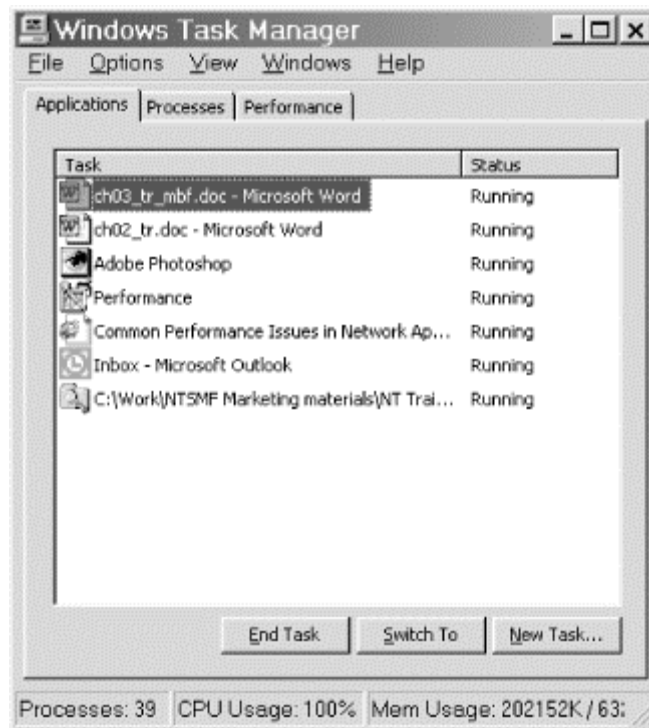 Windows Task Manager
File Options View Windows Help
Applications Processes Performance
Task Status
ch03_tr_mbf.doc - Microsoft Word Running
ch02_tr.doc - Microsoft Word Running
Adobe Photoshop Running
Performance Running
Common Performance Issues in Network Ap... Running
Inbox - Microsoft Outlook Running
C:\Work\NTSMF Marketing materials\NT Trai... Running
End Task Switch To New Task...
Processes: 39 CPU Usage: 100% Mem Usage: 202152K / 63